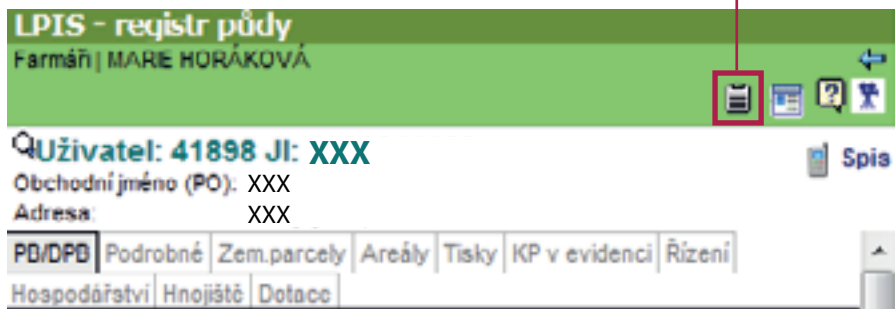 LPIS - registr půdy
Farmáři | MARIE HORÁKOVÁ
Uživatel: 41898 JI: XXX
Spis
Obchodní jméno (PO): XXX
Adresa: XXX
PB/DPB Podrobné Zem.parcely Areály Tisky KP v evidenci Řízení
Hospodářství Hnojiště Dotace